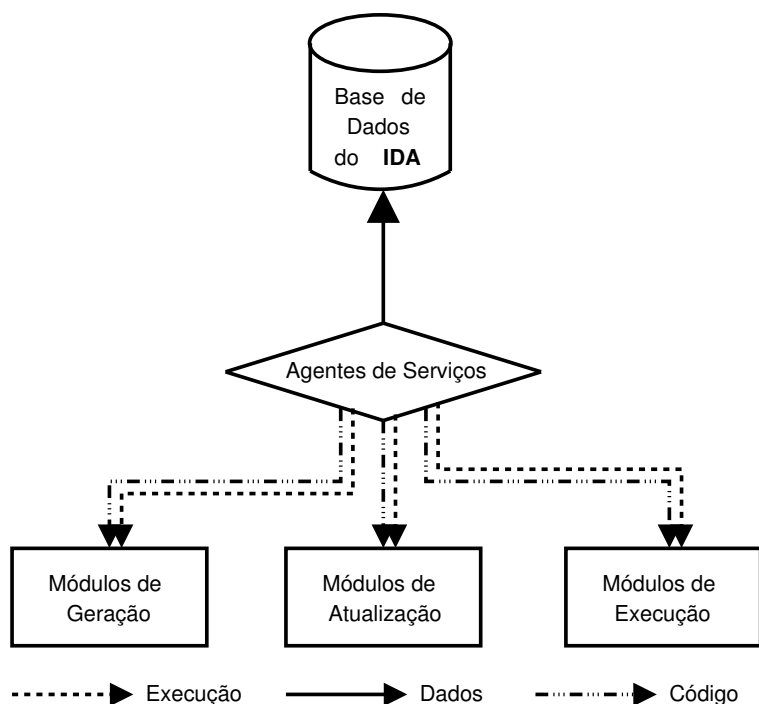 Base de
Dados
do IDA
Agentes de Serviços
Módulos de
Geração
Módulos de
Atualização
Módulos de
Execução
Execução
Dados
Código